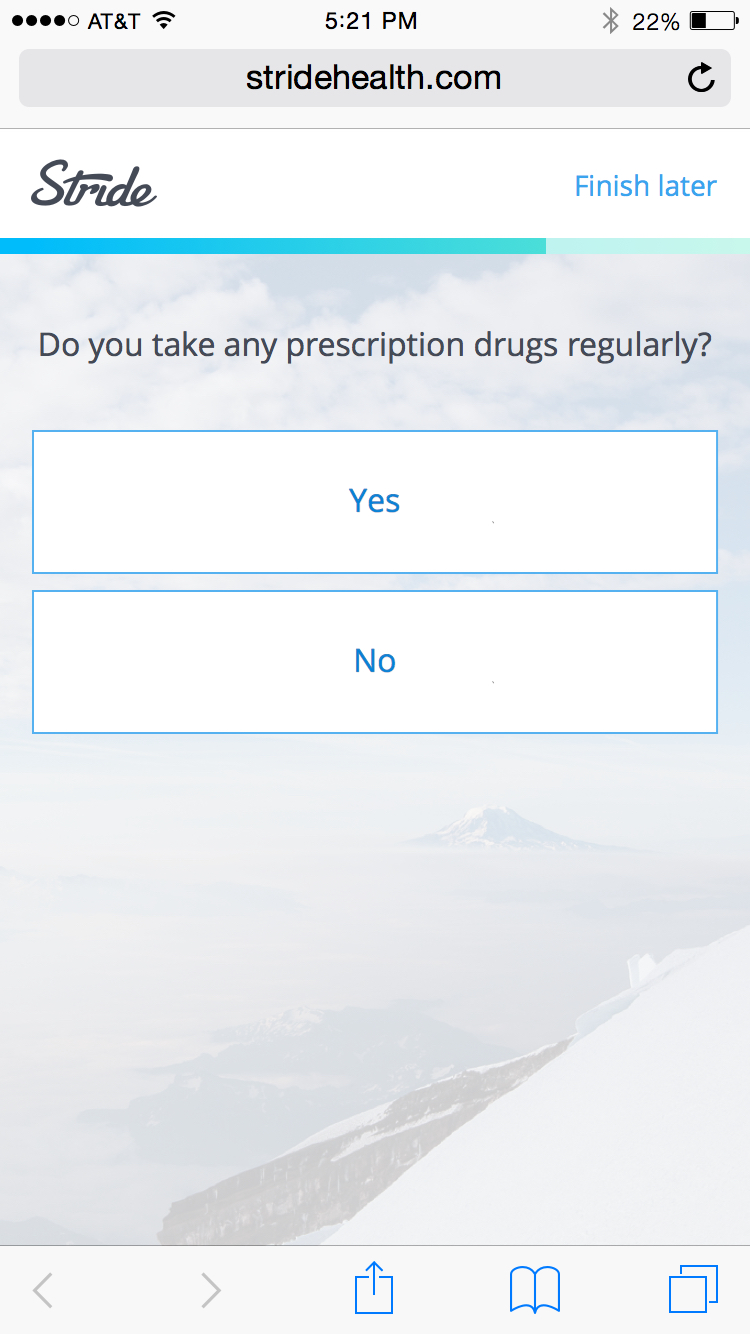 AT&T 5:21 PM 22%
stridehealth.com
Stride Finish later
Do you take any prescription drugs regularly?
Yes
No